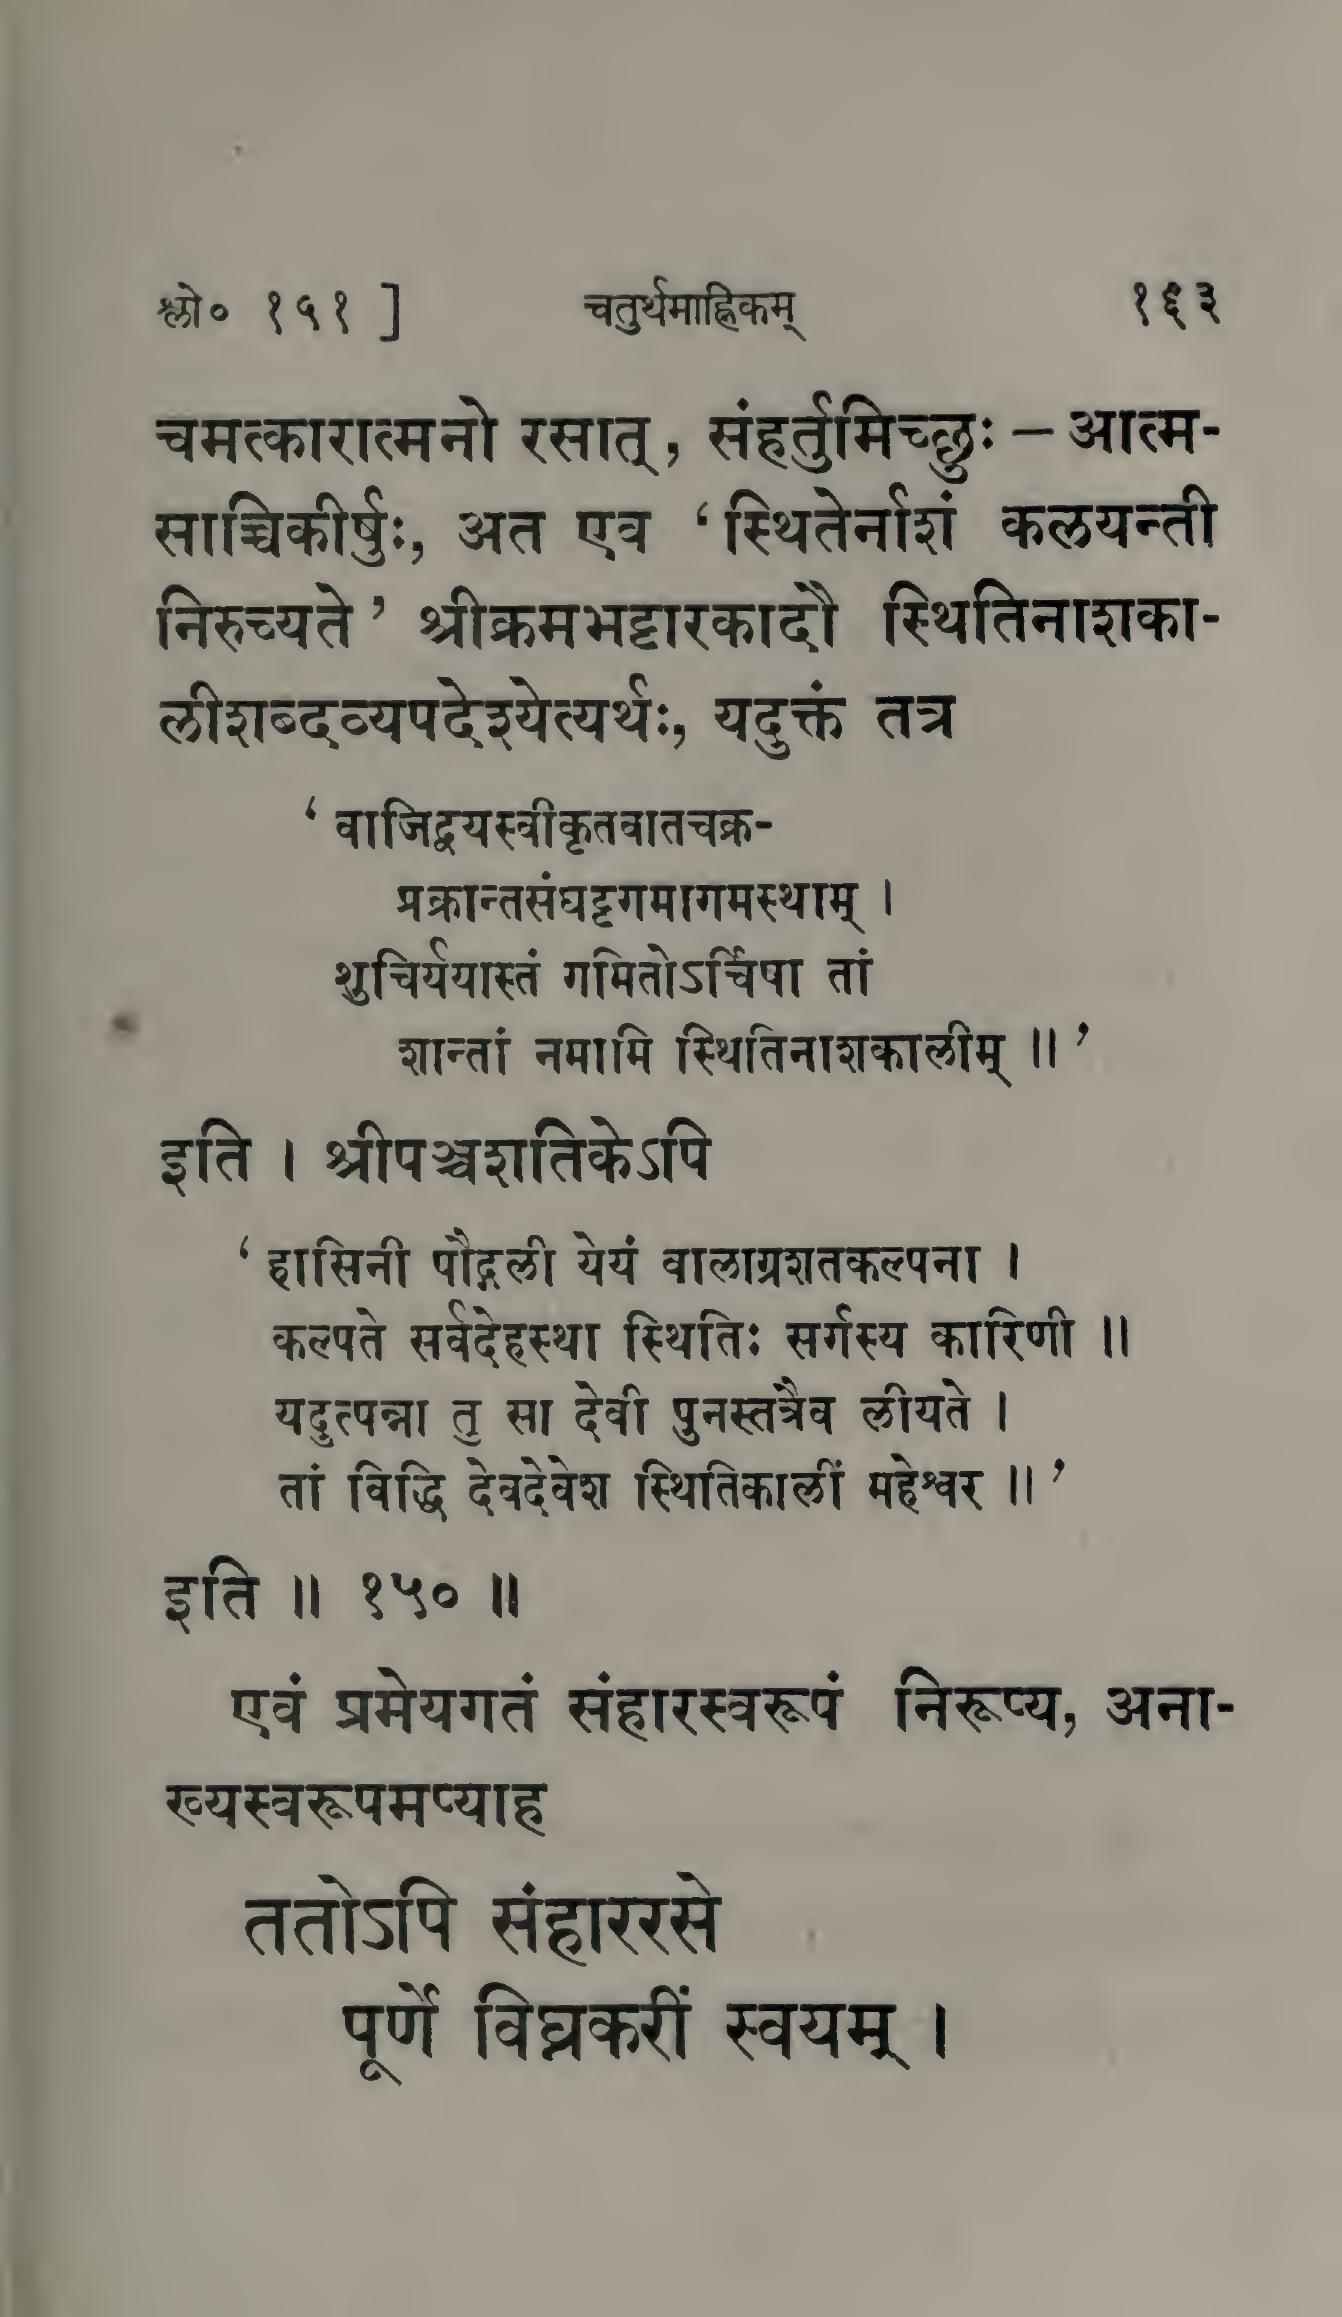 श्लो० १५१ ] चतुर्थमाह्निकम् १६३
चमत्कारात्मनो रसात्, संहर्तुमिच्छुः – आत्म-
साच्चिकीर्षुः, अत एव ‘स्थितेर्नाशं कलयन्ती
निरुच्यते’ श्रीक्रमभट्टारकादौ स्थितिनाशका-
लीशब्दव्यपदेश्येत्यर्थः, यदुक्तं तत्र
‘वाजिद्वयस्वीकृतवातचक्र-
प्रक्रान्तसंघट्टगमागमस्थाम् ।
शुचिर्ययास्तं गमितोऽर्चिषा तां
शान्तां नमामि स्थितिनाशकालीम् ॥’
इति । श्रीपञ्चशतिकेऽपि
‘हासिनी पौद्गली येयं वालाग्रशतकल्पना ।
कल्पते सर्वदेहस्था स्थितिः सर्गस्य कारिणी ॥
यदुत्पन्ना तु सा देवी पुनस्तत्रैव लीयते ।
तां विद्धि देवदेवेश स्थितिकालीं महेश्वर ॥’
इति ॥ १५० ॥
एवं प्रमेयगतं संहारस्वरूपं निरूप्य, अना-
ख्यस्वरूपमप्याह
ततोऽपि संहाररसे
पूर्णे विघ्नकरीं स्वयम् ।